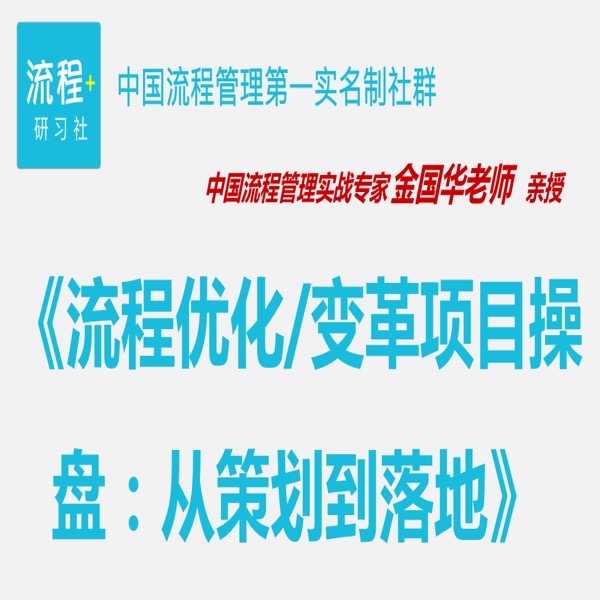 流程+
研习社
中国流程管理第一实名制社群
中国流程管理实战专家 金国华老师 亲授
《流程优化/变革项目操
盘：从策划到落地》